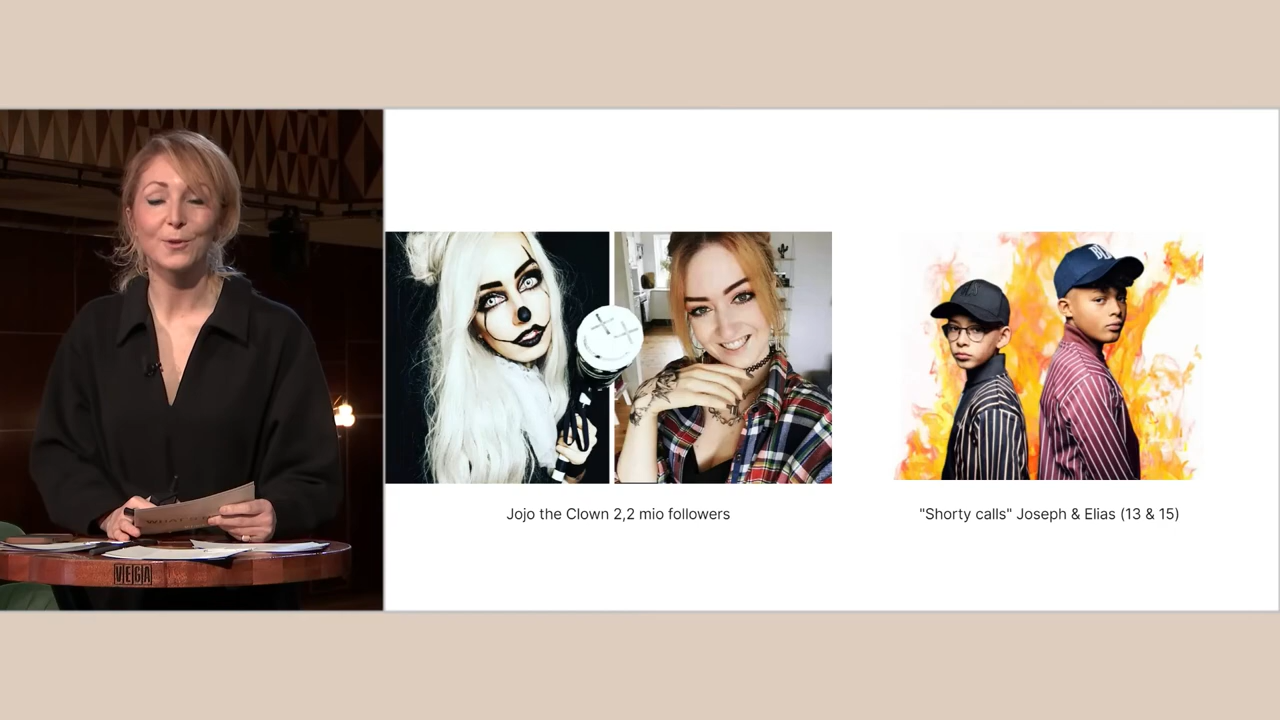 VEGA
Jojo the Clown 2,2 mio followers
"Shorty calls" Joseph & Elias (13 & 15)